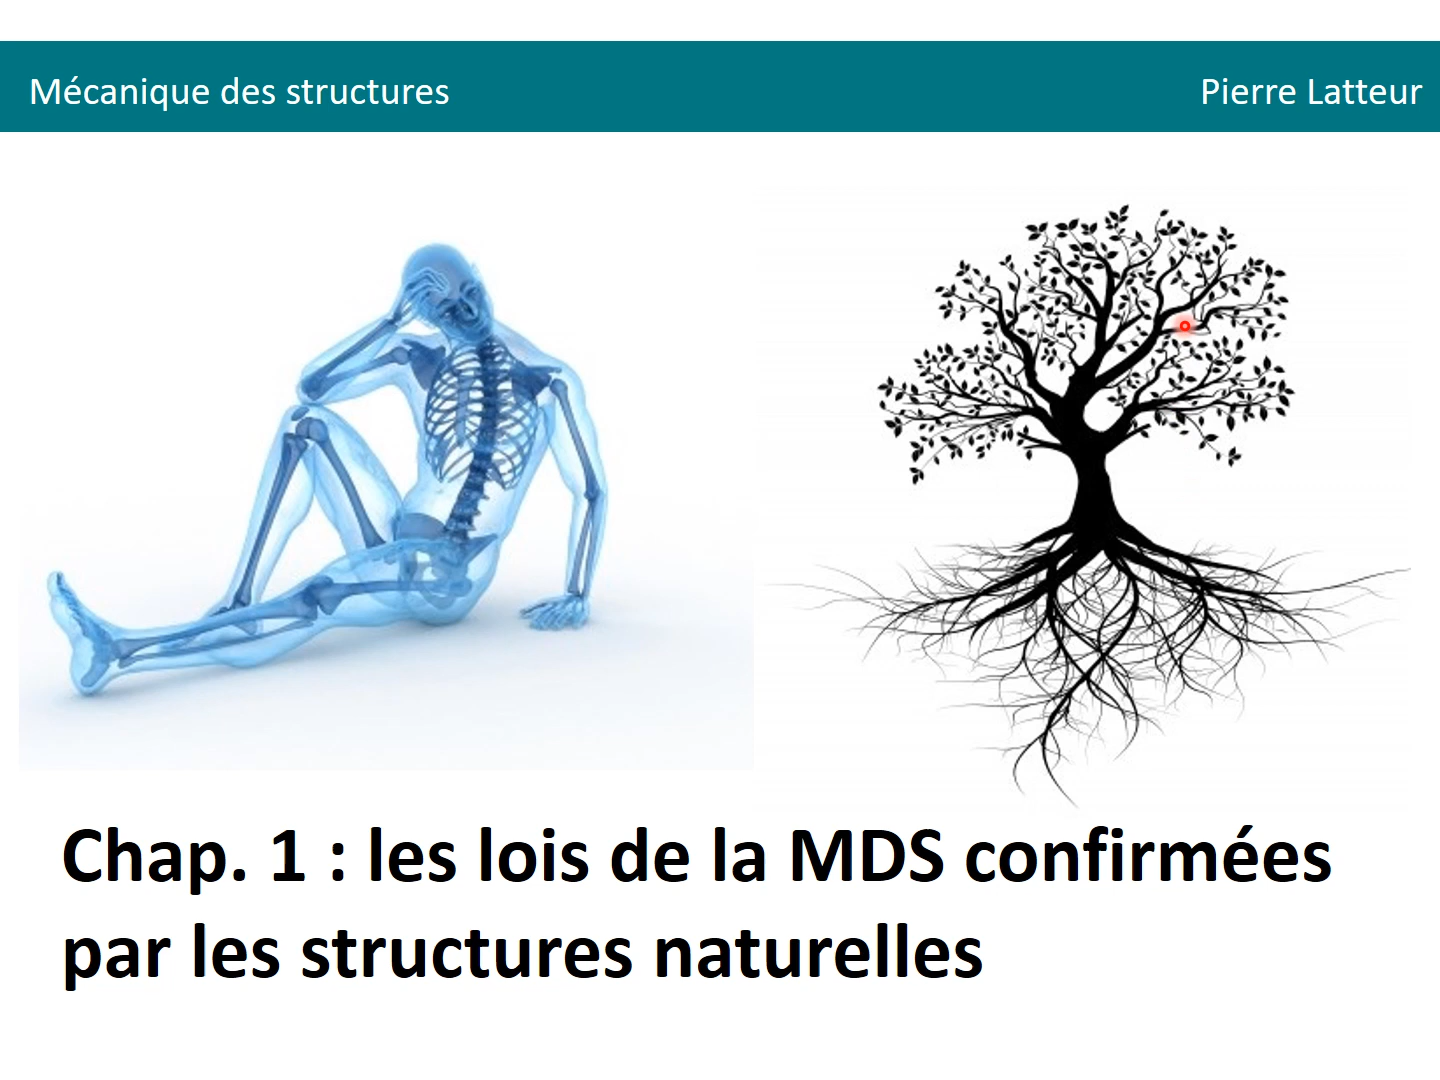 Mécanique des structures
Pierre Latteur
Chap. 1 : les lois de la MDS confirmées
par les structures naturelles